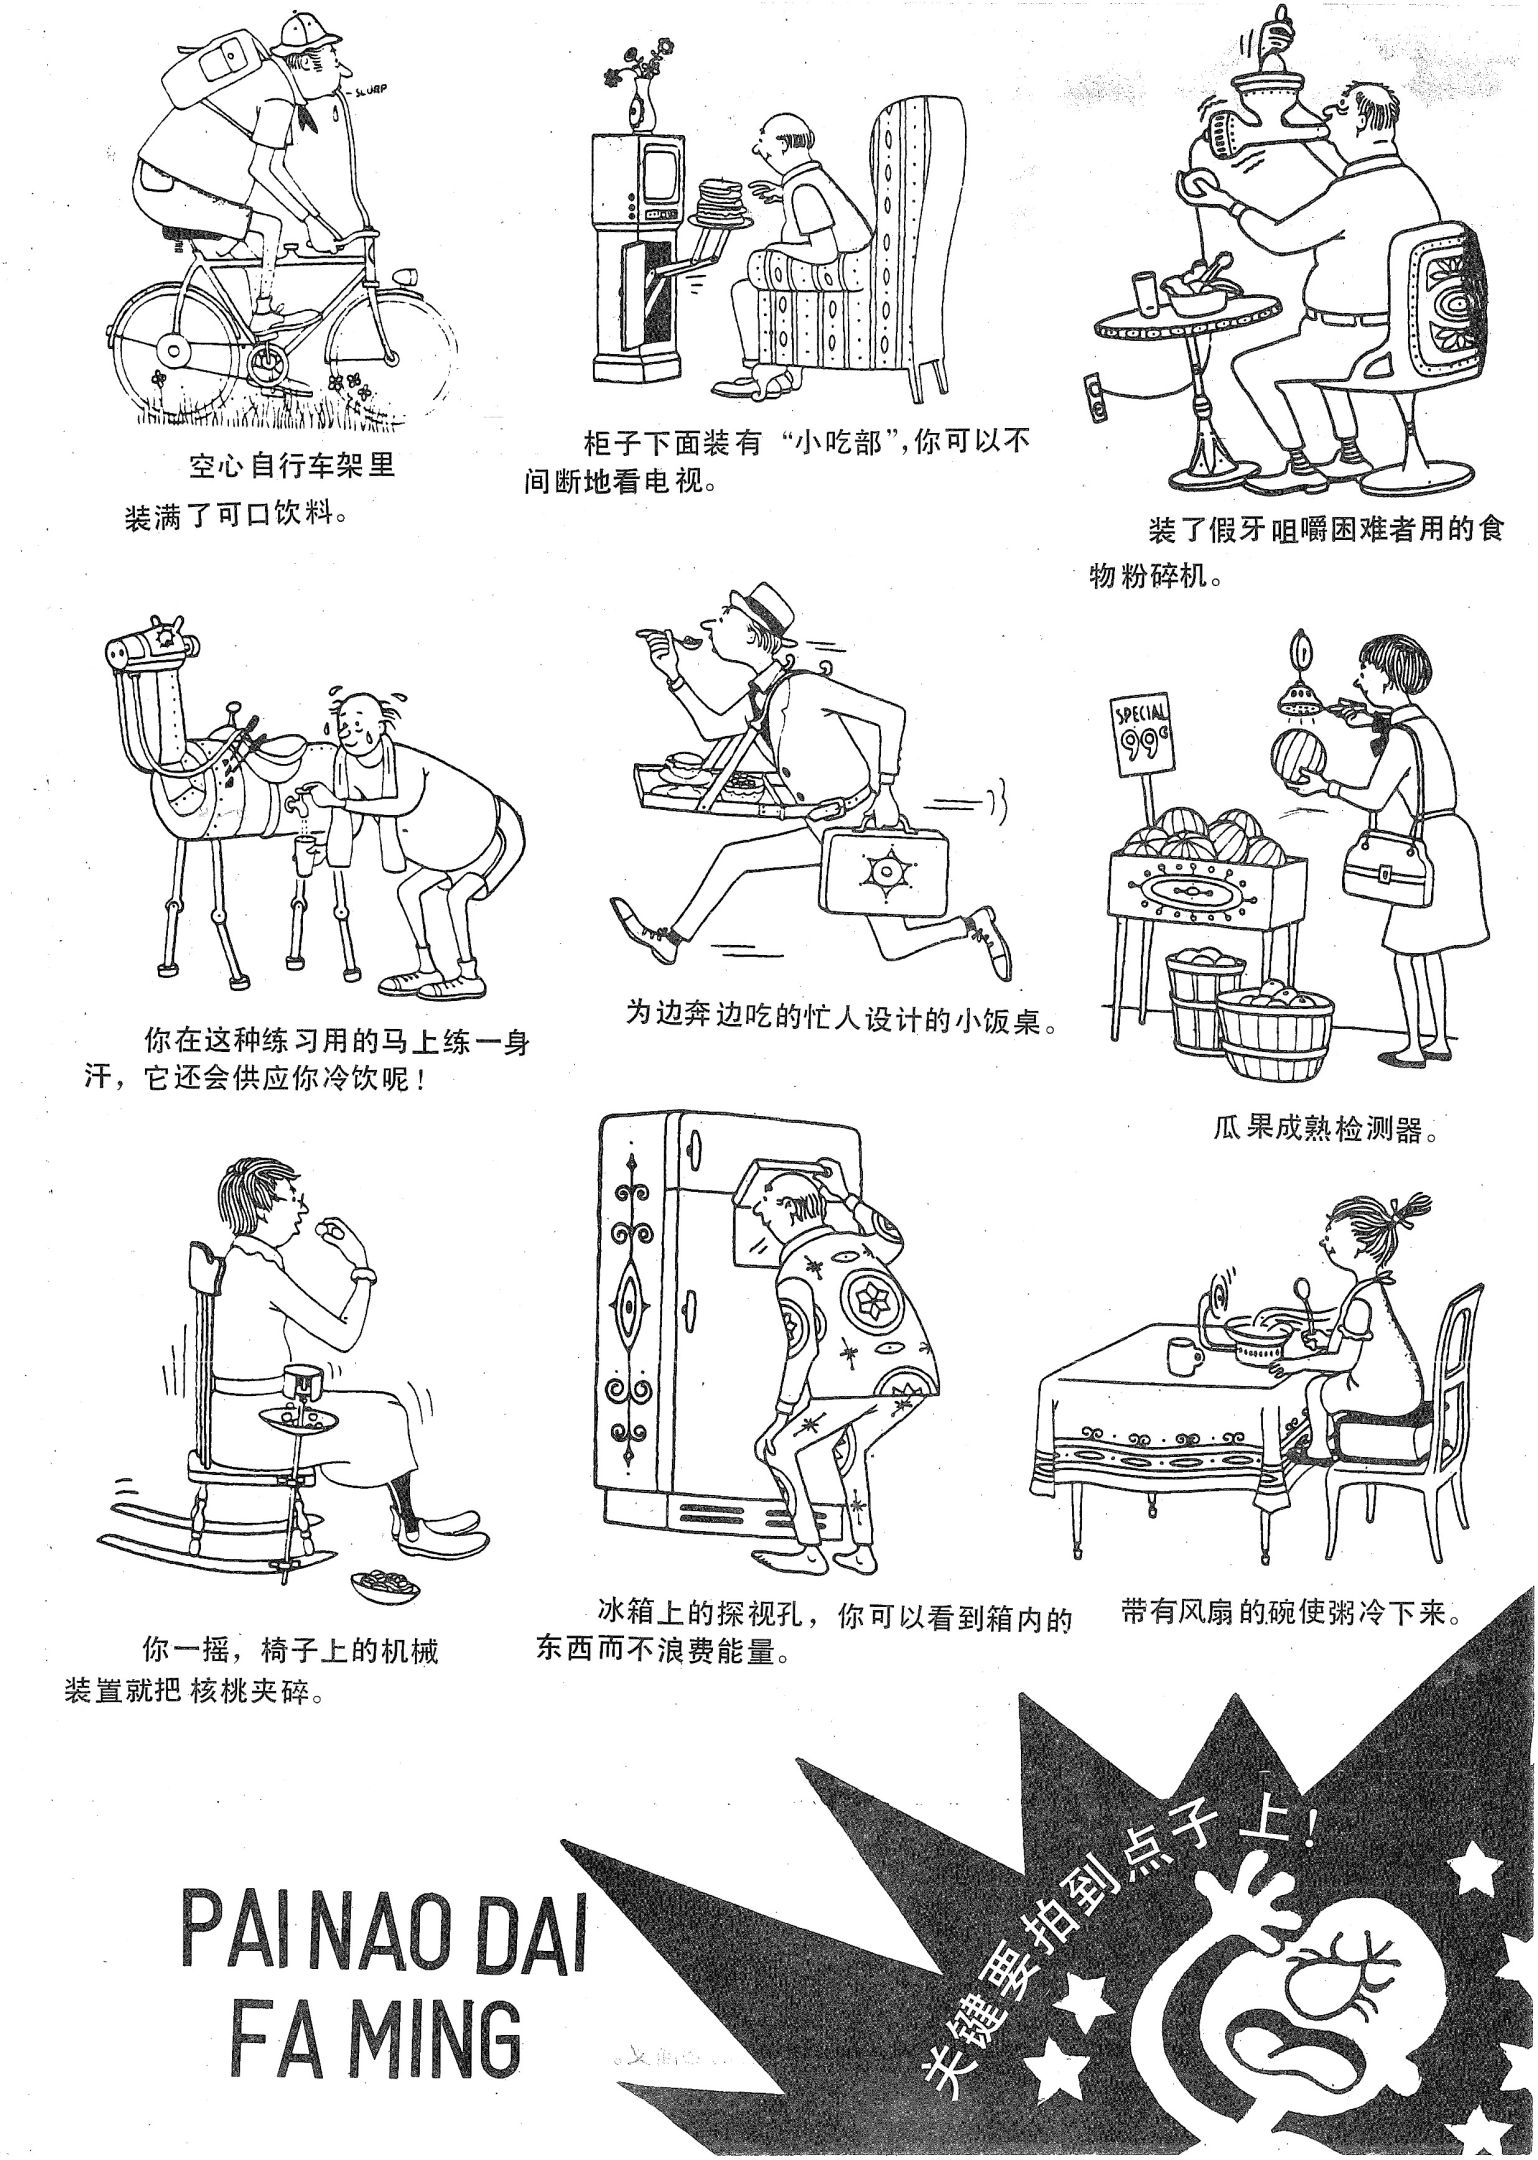 SLURP
空心自行车架里
装满了可口饮料。
柜子下面装有“小吃部”，你可以不
间断地看电视。
装了假牙咀嚼困难者用的食
物粉碎机。
你在这种练习用的马上练一身
汗，它还会供应你冷饮呢！
为边奔边吃的忙人设计的小饭桌。
SPECIAL
99¢
瓜果成熟检测器。
你一摇，椅子上的机械
装置就把核桃夹碎。
冰箱上的探视孔，你可以看到箱内的
东西而不浪费能量。
带有风扇的碗使粥冷下来。
PAI NAO DAI
FA MING
关键要拍到点子上！